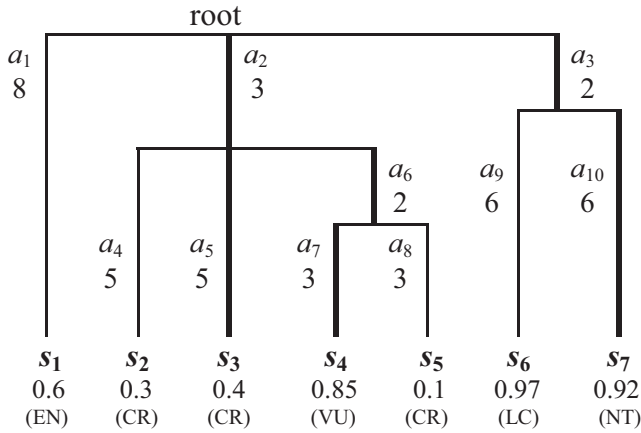 root
a₁ a₂ a₃
8 3 2
a₆ a₉ a₁₀
2 6 6
a₄ a₅ a₇ a₈
5 5 3 3
s₁ s₂ s₃ s₄ s₅ s₆ s₇
0.6 0.3 0.4 0.85 0.1 0.97 0.92
(EN) (CR) (CR) (VU) (CR) (LC) (NT)